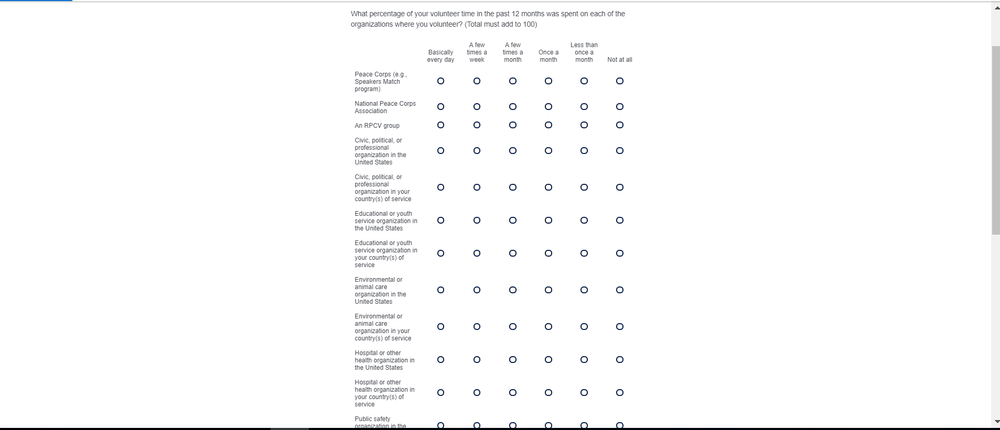 What percentage of your volunteer time in the past 12 months was spent on each of the
organizations where you volunteer? (Total must add to 100)
Basically
every day
A few
times a
week
A few
times a
month
Once a
month
Less than
once a
month
Not at all
Peace Corps (e.g.,
Speakers Match
program)
National Peace Corps
Association
An RPCV group
Civic, political, or
professional
organization in the
United States
Civic, political, or
professional
organization in your
country(s) of service
Educational or youth
service organization in
the United States
Educational or youth
service organization in
your country(s) of
service
Environmental or
animal care
organization in the
United States
Environmental or
animal care
organization in your
country(s) of service
Hospital or other
health organization in
the United States
Hospital or other
health organization in
your country(s) of
service
Public safety
organization in the